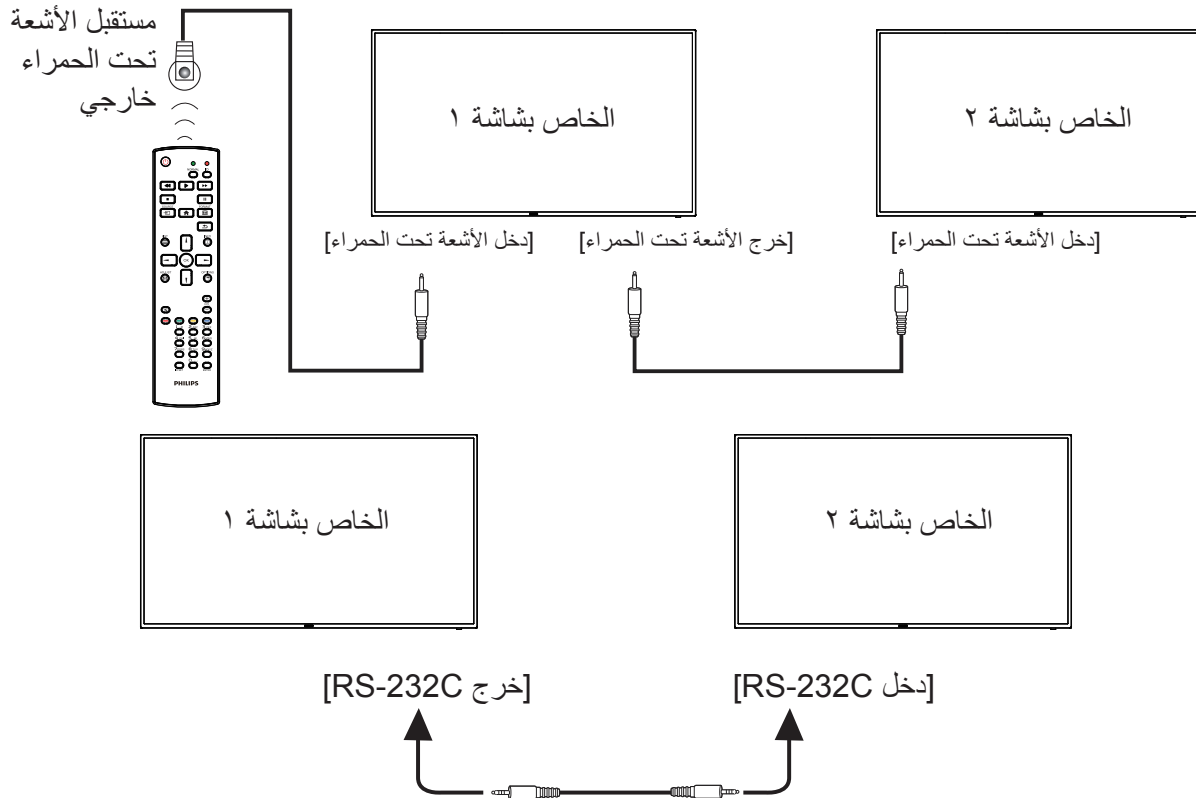 مستقبل الأشعة
تحت الحمراء
خارجي
الخاص بشاشة ١
الخاص بشاشة ٢
[دخل الأشعة تحت الحمراء]
[خرج الأشعة تحت الحمراء]
[دخل الأشعة تحت الحمراء]
PHILIPS
الخاص بشاشة ١
الخاص بشاشة ٢
[خرج RS-232C]
[دخل RS-232C]